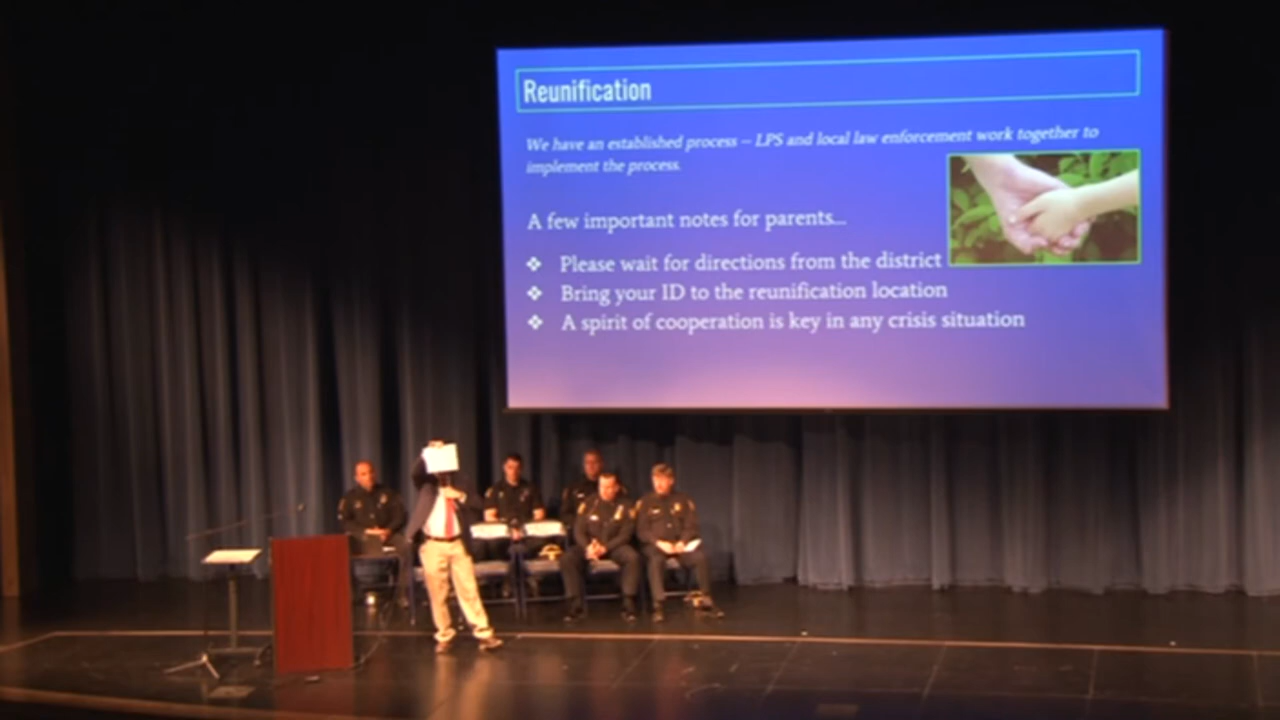 Reunification
We have an established process – LPS and local law enforcement work together to
implement the process.
A few important notes for parents...
❖ Please wait for directions from the district
❖ Bring your ID to the reunification location
❖ A spirit of cooperation is key in any crisis situation